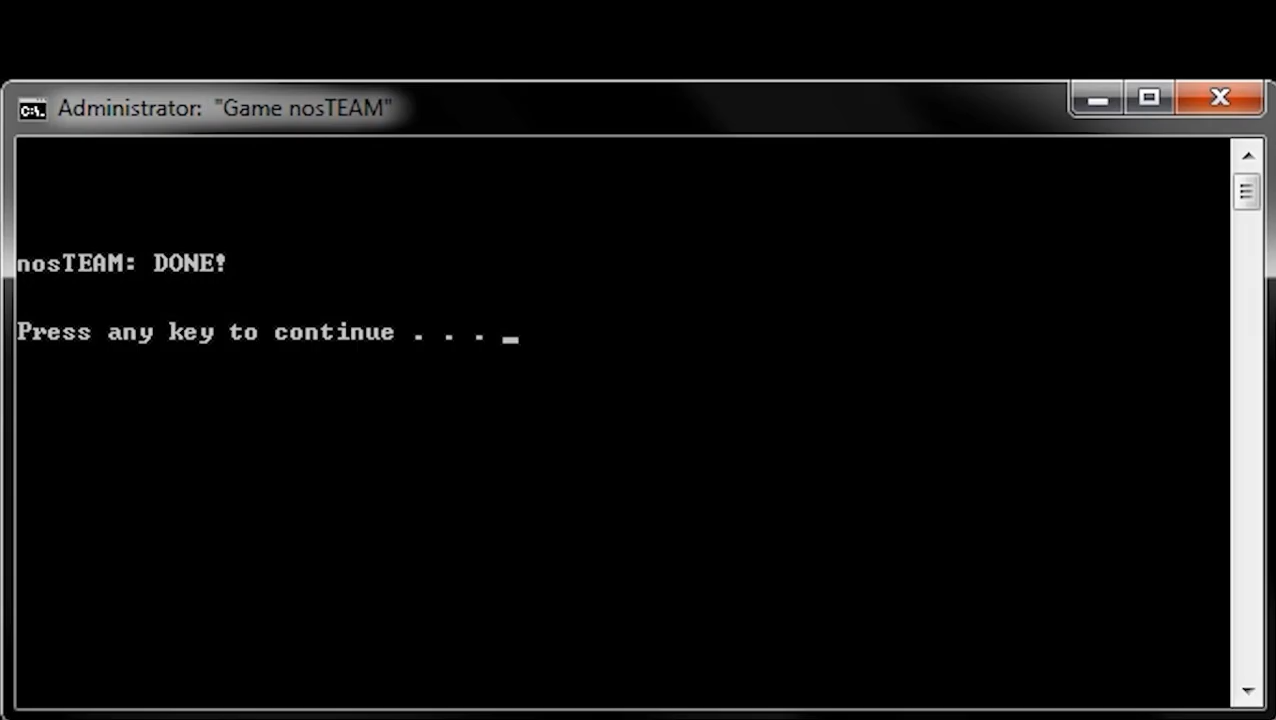 Administrator: "Game nosTEAM"
nosTEAM: DONE!
Press any key to continue . . . _